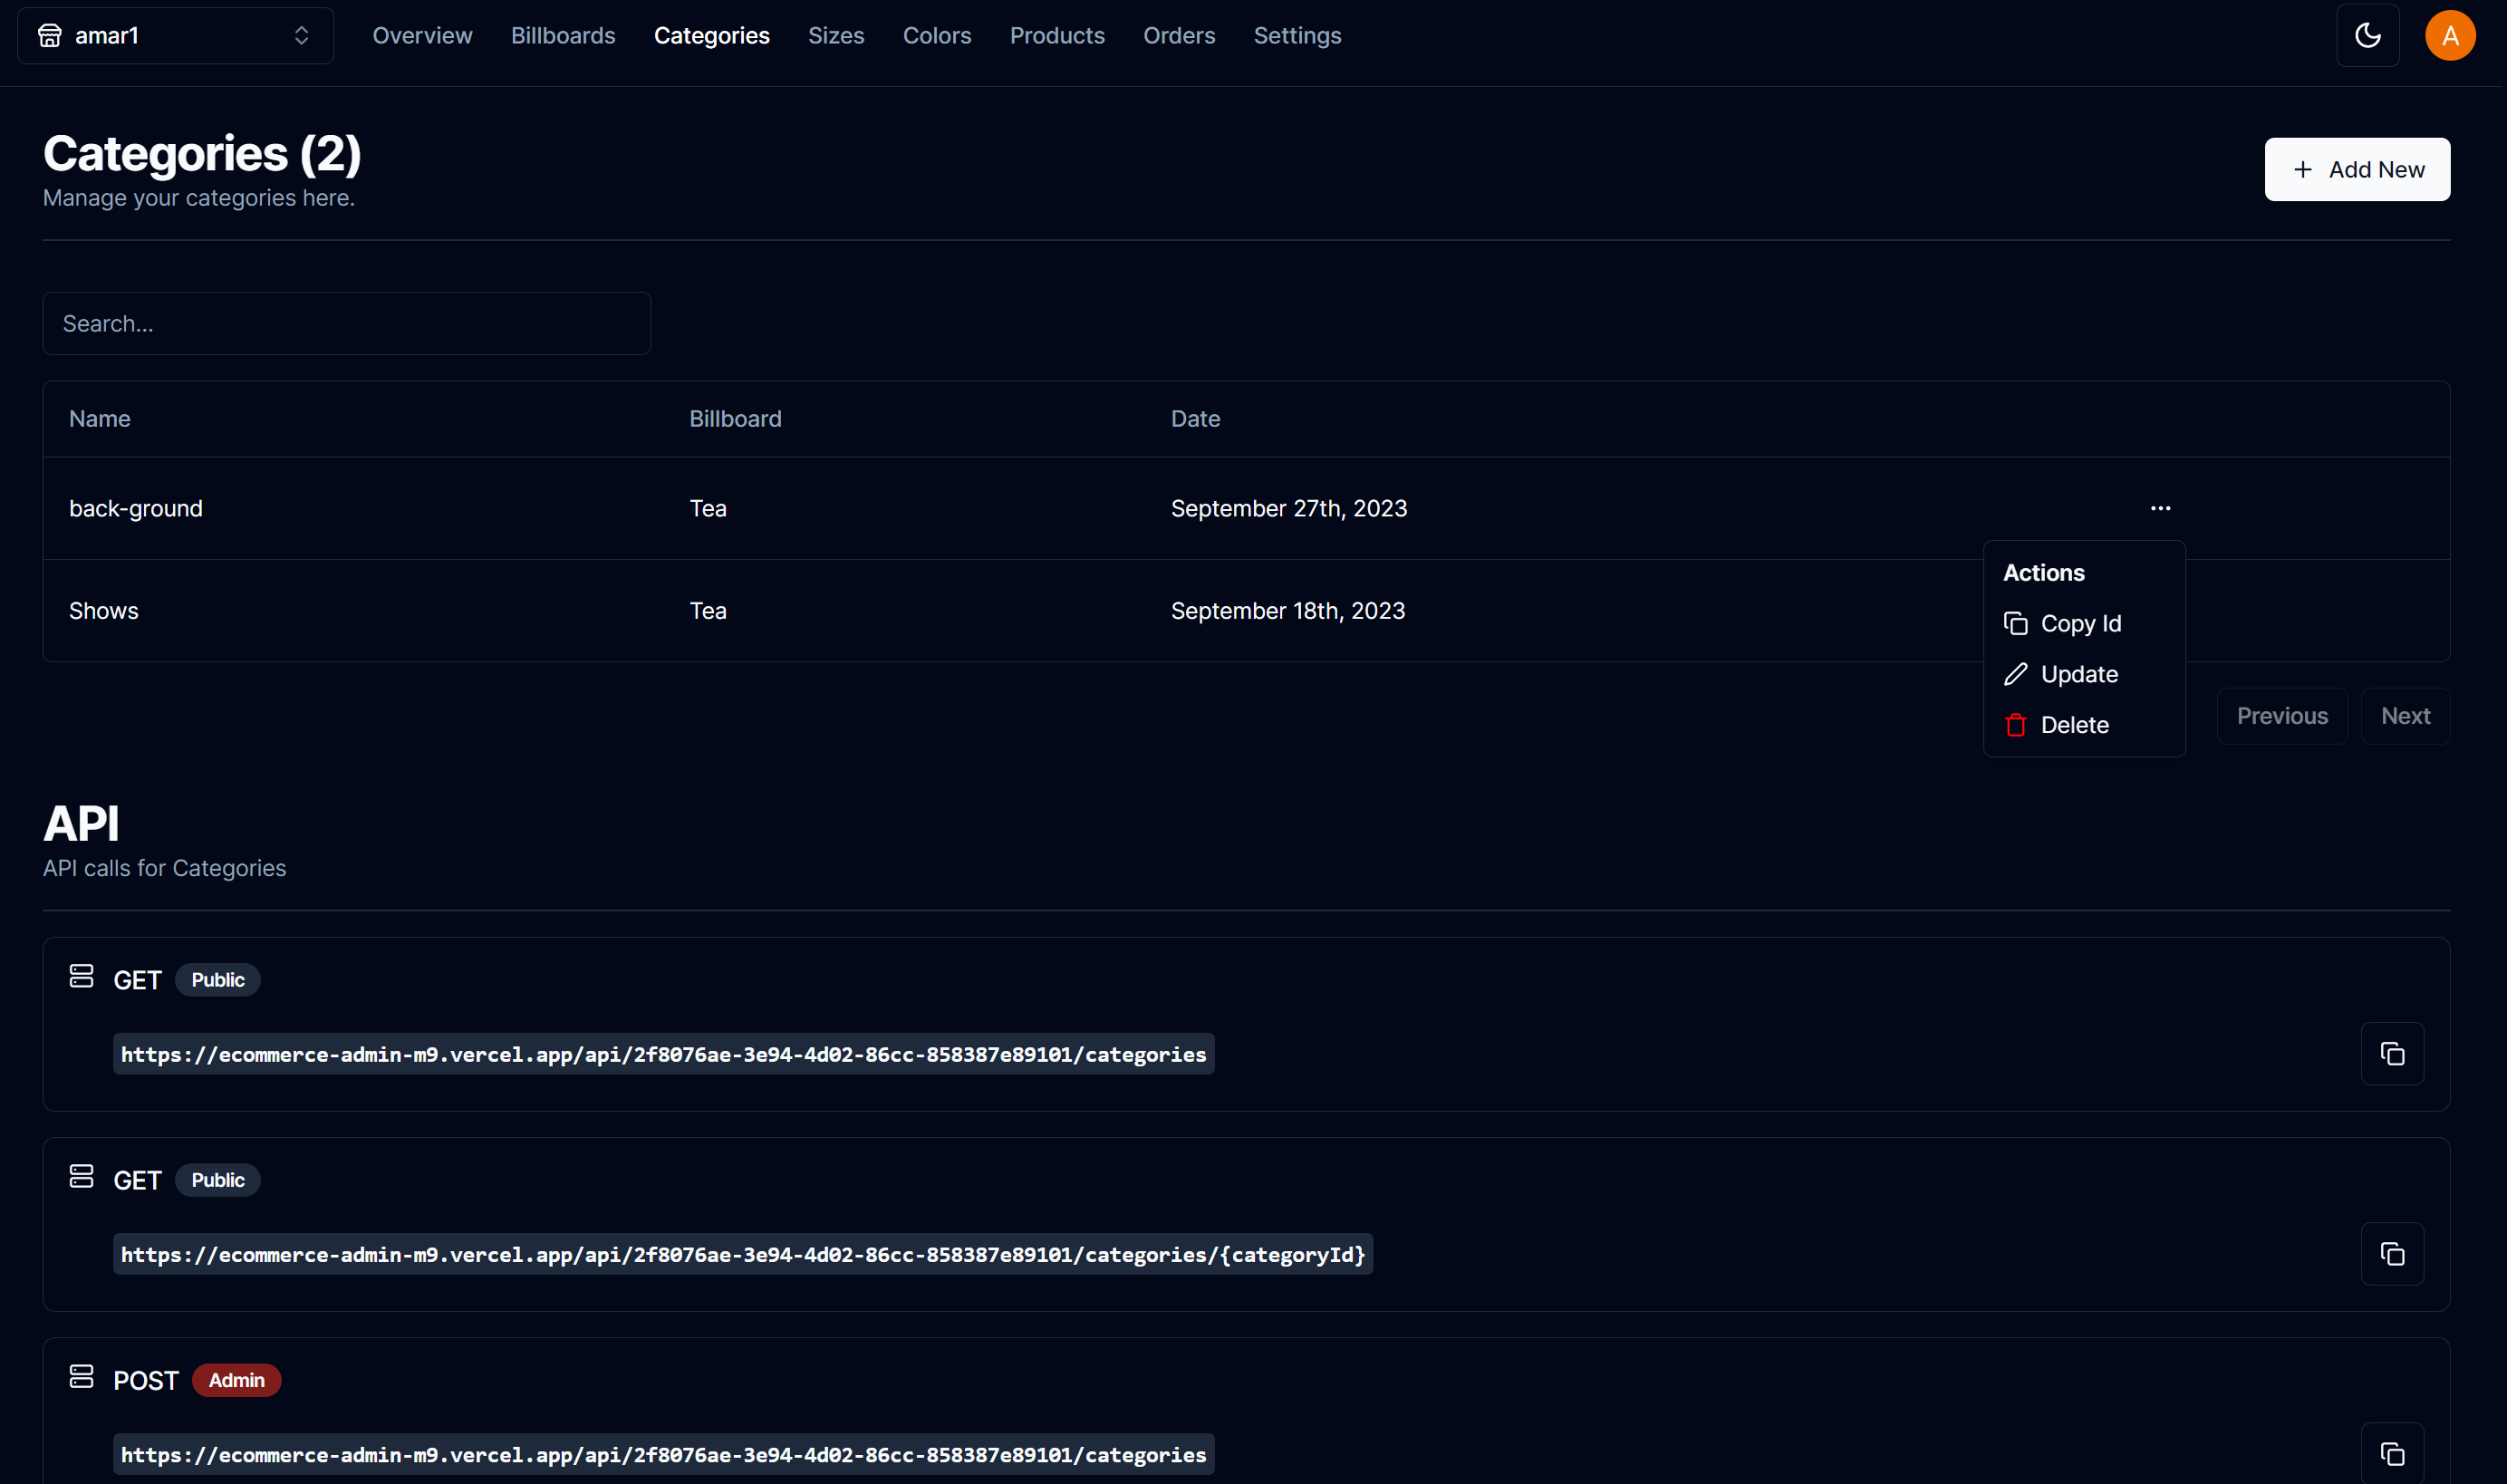 amar1 Overview Billboards Categories Sizes Colors Products Orders Settings A
Categories (2)
Manage your categories here.
+ Add New
Search...
Name Billboard Date
back-ground Tea September 27th, 2023 ...
Shows Tea September 18th, 2023
Actions
Copy Id
Update
Delete
Previous Next
API
API calls for Categories
GET Public
https://ecommerce-admin-m9.vercel.app/api/2f8076ae-3e94-4d02-86cc-858387e89101/categories
GET Public
https://ecommerce-admin-m9.vercel.app/api/2f8076ae-3e94-4d02-86cc-858387e89101/categories/{categoryId}
POST Admin
https://ecommerce-admin-m9.vercel.app/api/2f8076ae-3e94-4d02-86cc-858387e89101/categories